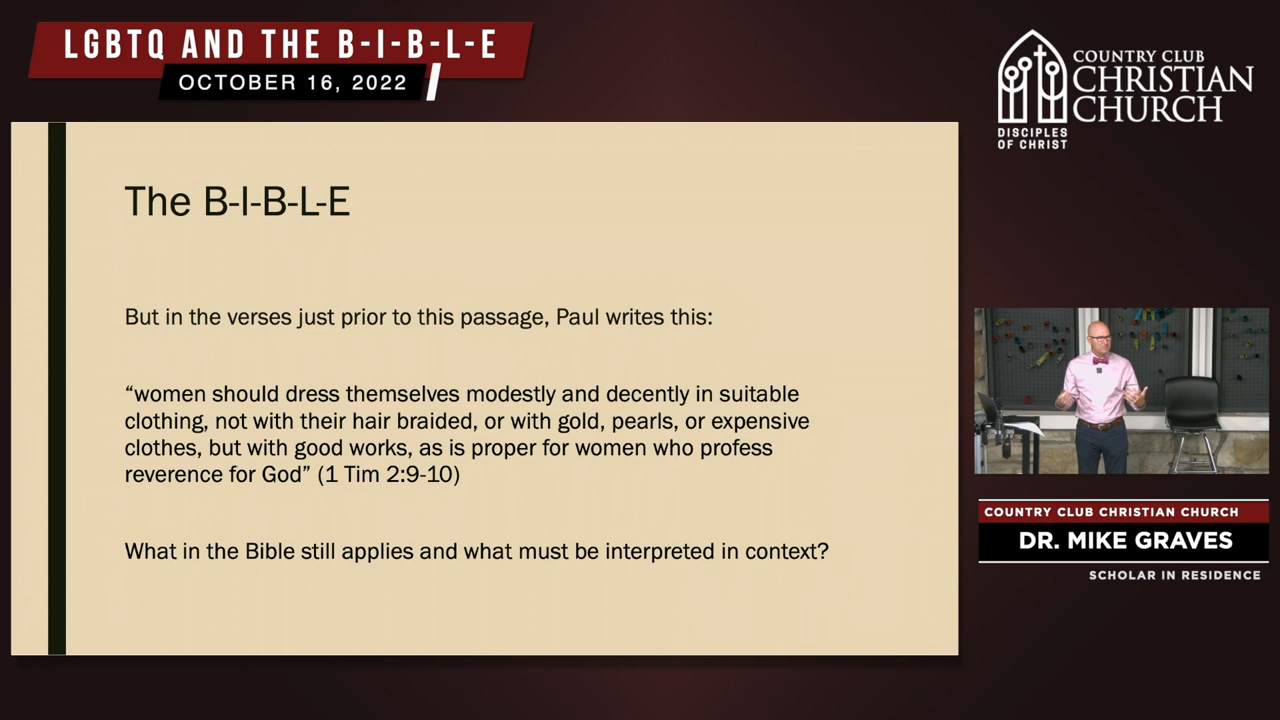 LGBTQ AND THE B-I-B-L-E
OCTOBER 16, 2022
COUNTRY CLUB
CHRISTIAN
CHURCH
DISCIPLES
OF CHRIST
The B-I-B-L-E
But in the verses just prior to this passage, Paul writes this:
“women should dress themselves modestly and decently in suitable
clothing, not with their hair braided, or with gold, pearls, or expensive
clothes, but with good works, as is proper for women who profess
reverence for God” (1 Tim 2:9-10)
What in the Bible still applies and what must be interpreted in context?
COUNTRY CLUB CHRISTIAN CHURCH
DR. MIKE GRAVES
SCHOLAR IN RESIDENCE